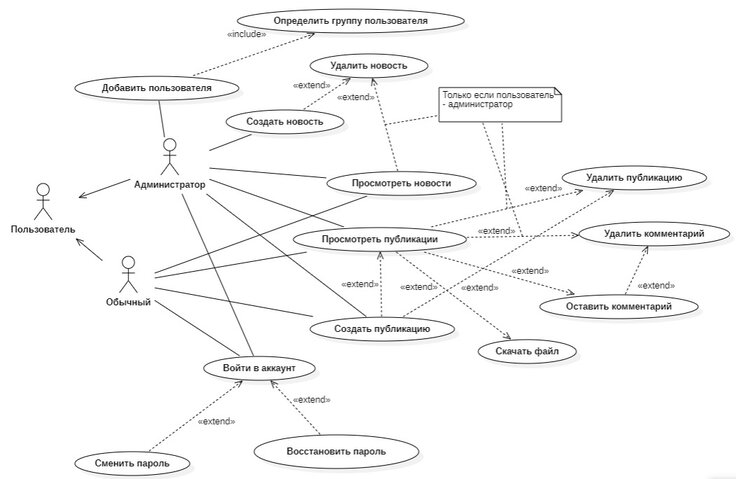 Определить группу пользователя
«include»
Удалить новость
Добавить пользователя
«extend»
«extend»
Только если пользователь
- администратор
Создать новость
Администратор
Просмотреть новости
Удалить публикацию
«extend»
Пользователь
Просмотреть публикации
«extend»
Удалить комментарий
«extend»
Обычный
«extend»
«extend»
«extend»
Оставить комментарий
Создать публикацию
Скачать файл
Войти в аккаунт
«extend»
«extend»
Восстановить пароль
Сменить пароль